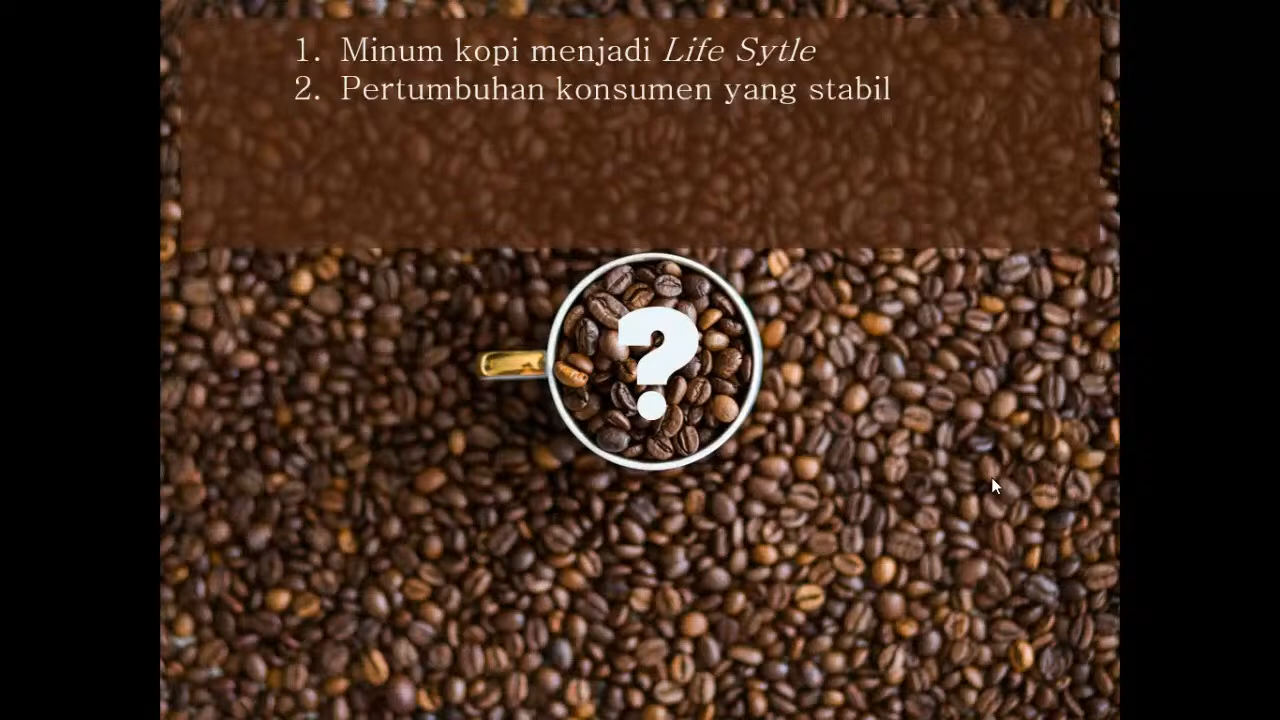 1. Minum kopi menjadi Life Sytle
2. Pertumbuhan konsumen yang stabil
?